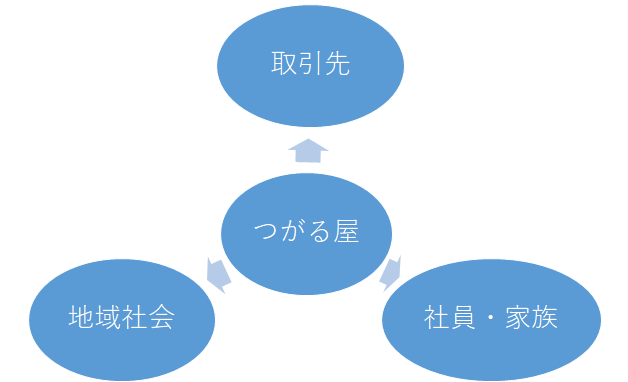 取引先
つがる屋
地域社会
社員・家族